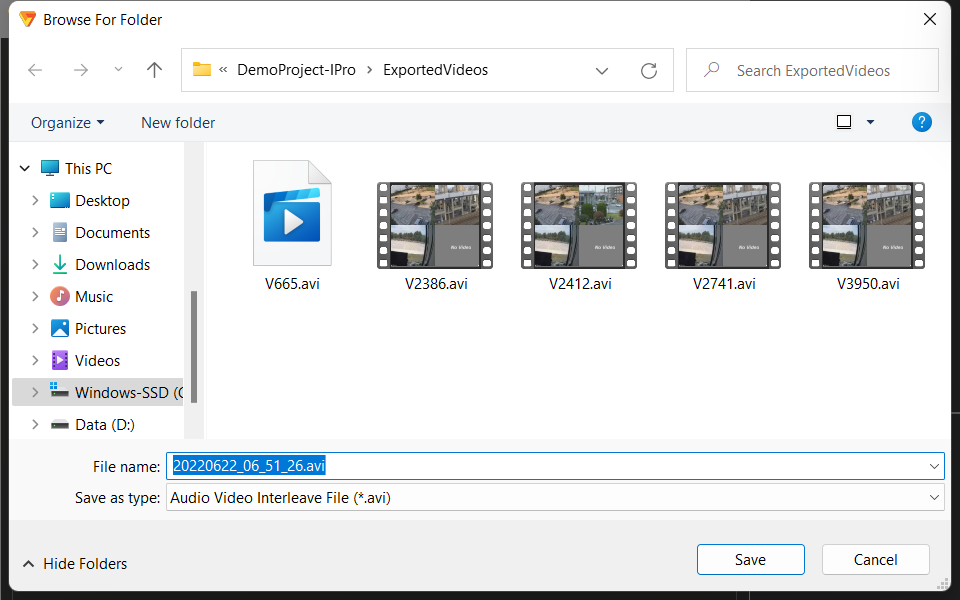 Browse For Folder
« DemoProject-IPro > ExportedVideos
Search ExportedVideos
Organize
New folder
?
This PC
Desktop
Documents
Downloads
Music
Pictures
Videos
Windows-SSD (C
Data (D:)
No Video
No Video
No Video
No Video
V665.avi
V2386.avi
V2412.avi
V2741.avi
V3950.avi
File name: 20220622_06_51_26.avi
Save as type: Audio Video Interleave File (*.avi)
Hide Folders
Save
Cancel